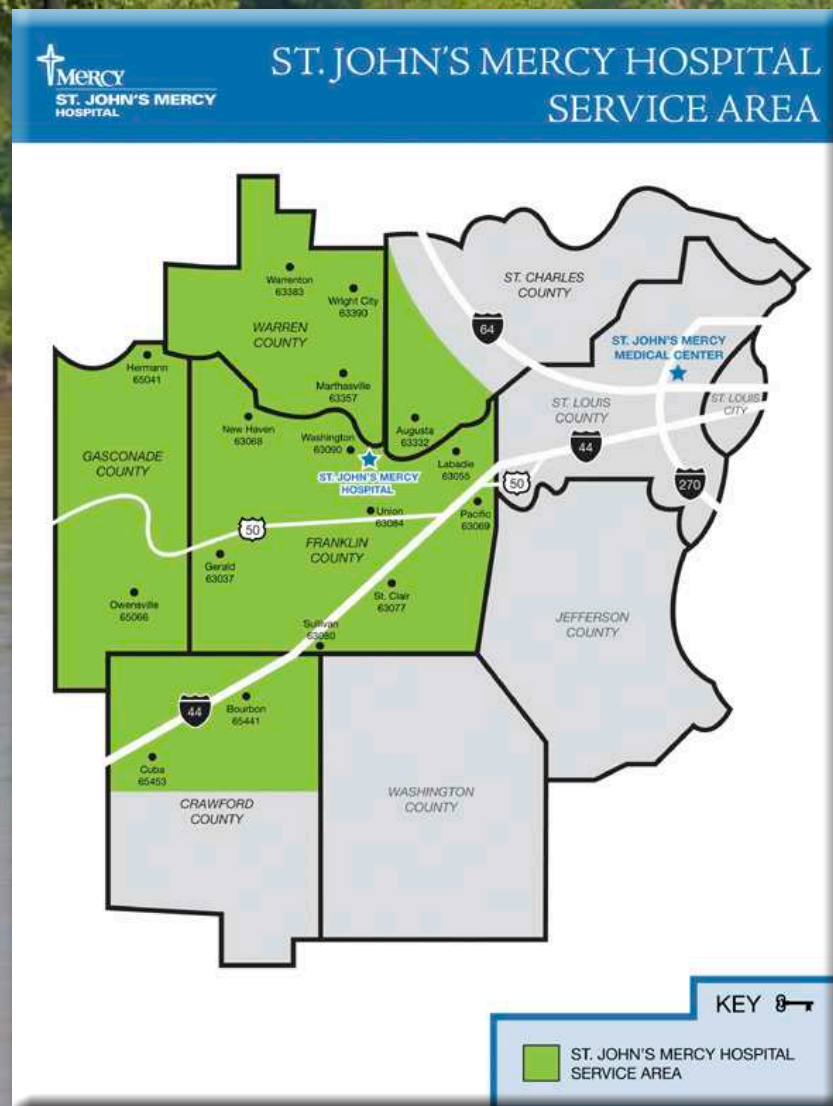 MERCY
ST. JOHN'S MERCY
HOSPITAL
ST. JOHN'S MERCY HOSPITAL
SERVICE AREA
ST. CHARLES
COUNTY
64
Warrenton
63383
Wright City
63390
WARREN
COUNTY
ST. JOHN'S MERCY
MEDICAL CENTER
Hermann
65041
Marthasville
63357
ST. LOUIS
COUNTY
ST. LOUIS
CITY
New Haven
63068
Augusta
63332
Washington
63090
44
GASCONADE
COUNTY
Labadie
63055
ST. JOHN'S MERCY
HOSPITAL
50
270
Union
63084
Pacific
63069
50
FRANKLIN
COUNTY
Gerald
63037
St. Clair
63077
Owensville
65066
Sullivan
63080
JEFFERSON
COUNTY
44
Bourbon
65441
Cuba
65453
CRAWFORD
COUNTY
WASHINGTON
COUNTY
KEY
ST. JOHN'S MERCY HOSPITAL
SERVICE AREA